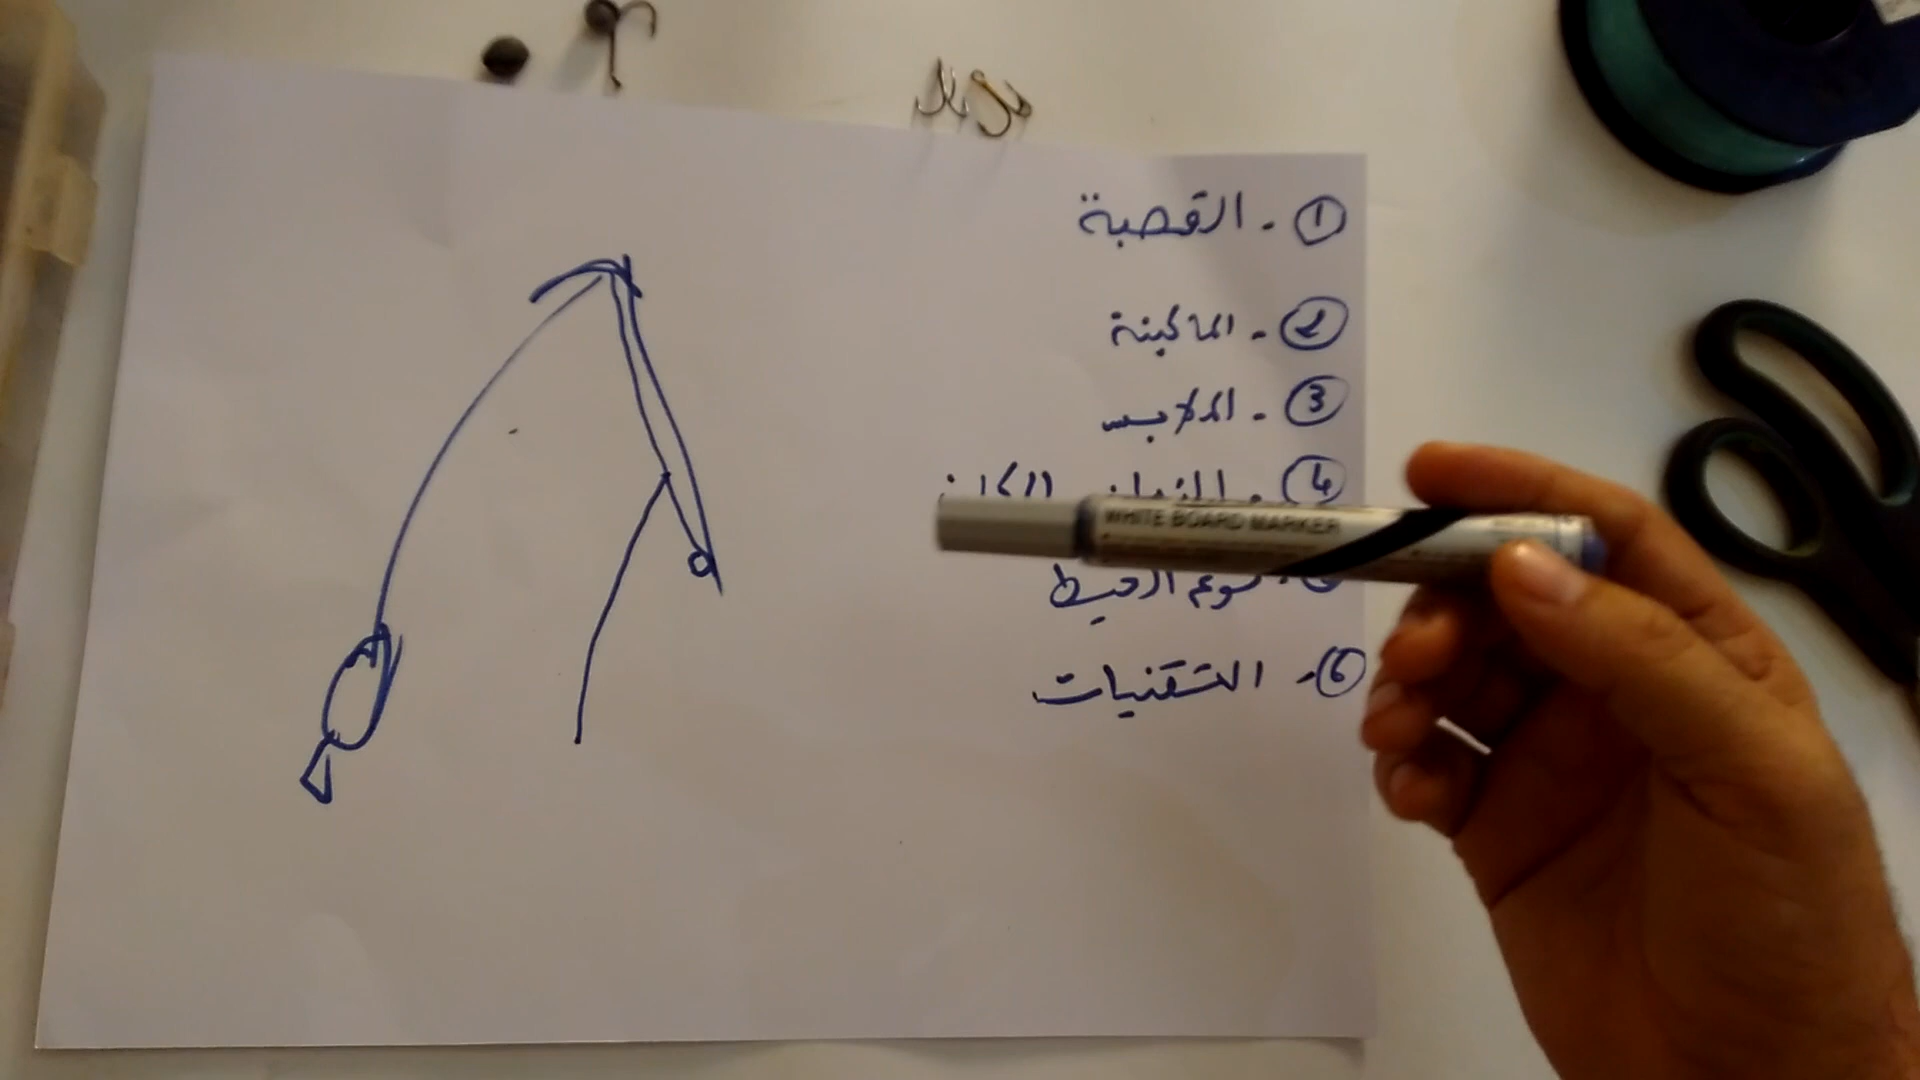 ① - القصبة
② - الماكينة
③ - الملابس
④ -
نوع الخيط
⑥ - التقنيات
WHITE BOARD MARKER